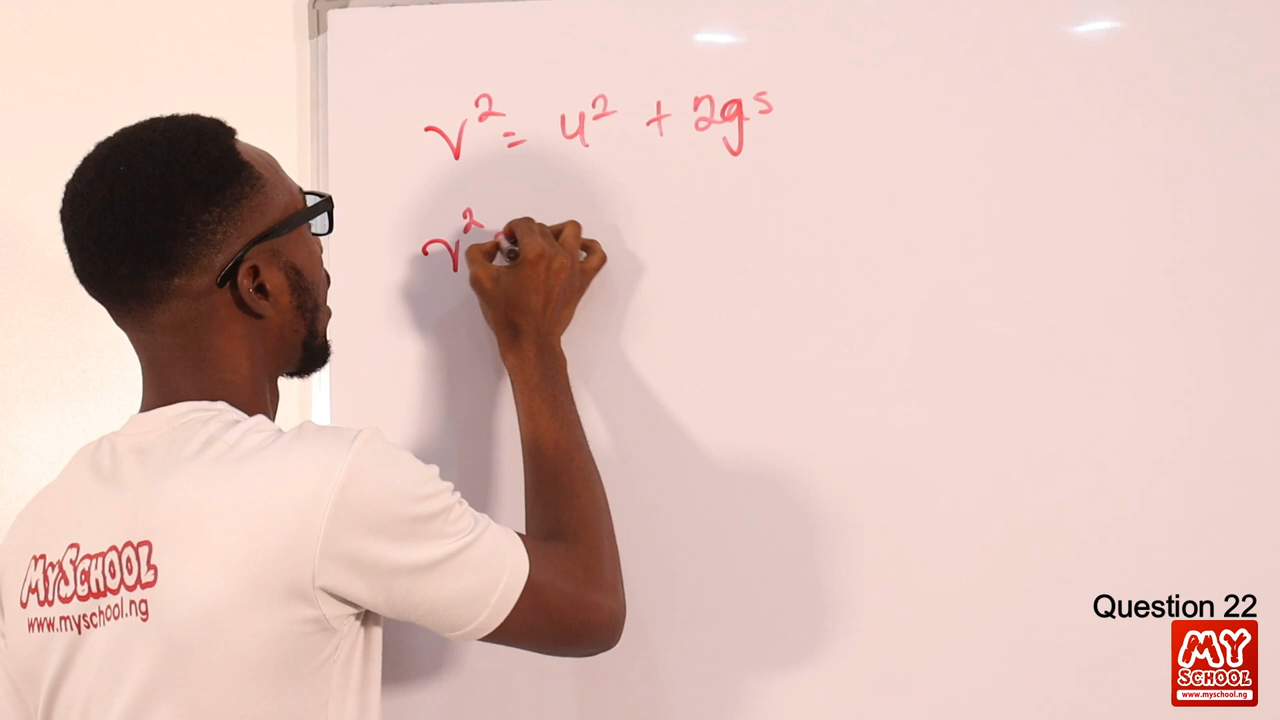 v² = u² + 2gs
v²
MYSCHOOL
www.myschool.ng
Question 22
MY
SCHOOL
www.myschool.ng